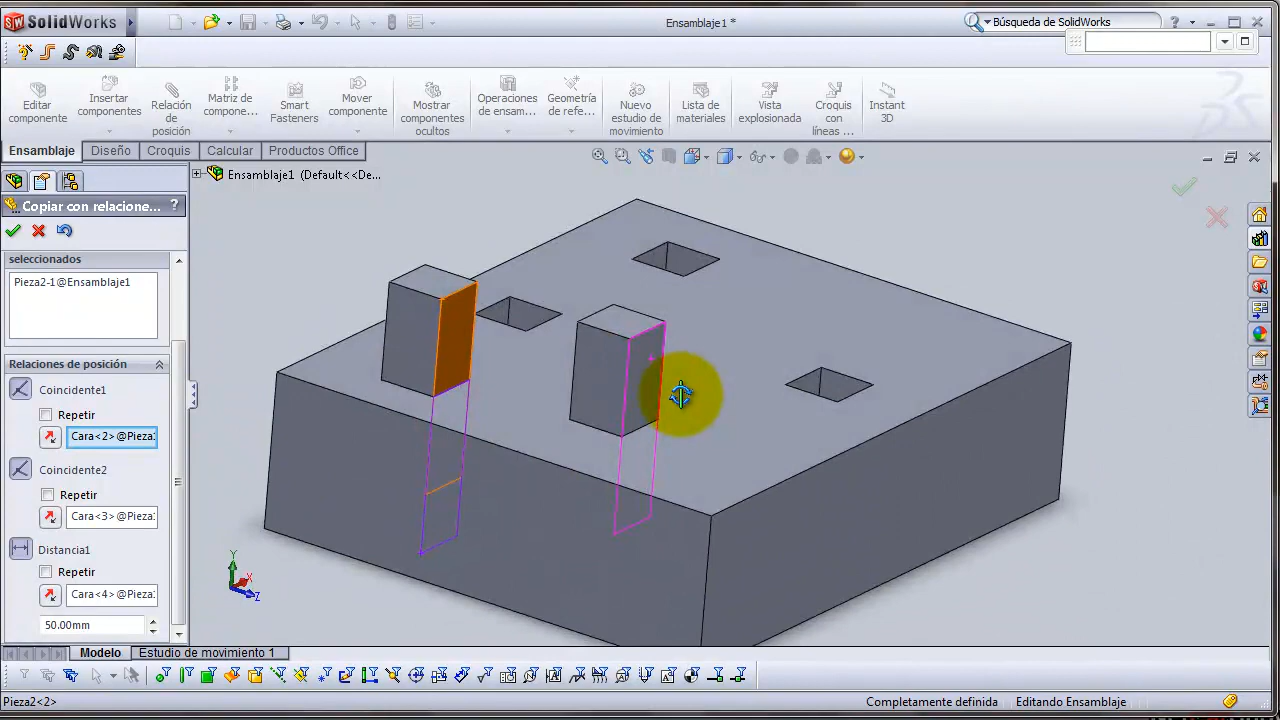 SolidWorks
Ensamblaje1 *
Búsqueda de SolidWorks
Editar
componente
Insertar
componentes
Relación
de
posición
Matriz de
compone...
Smart
Fasteners
Mover
componente
Mostrar
componentes
ocultos
Operaciones
de ensam...
Geometría
de refe...
Nuevo
estudio de
movimiento
Lista de
materiales
Vista
explosionada
Croquis
con
líneas ...
Instant
3D
Ensamblaje
Diseño
Croquis
Calcular
Productos Office
Ensamblaje1 (Default<<De...
Copiar con relacione...
?
seleccionados
Pieza2-1@Ensamblaje1
Relaciones de posición
Coincidente1
Repetir
Cara<2>@Pieza
Coincidente2
Repetir
Cara<3>@Pieza
Distancia1
Repetir
Cara<4>@Pieza
50.00mm
Y
X
Z
Modelo
Estudio de movimiento 1
Pieza2<2>
Completamente definida
Editando Ensamblaje